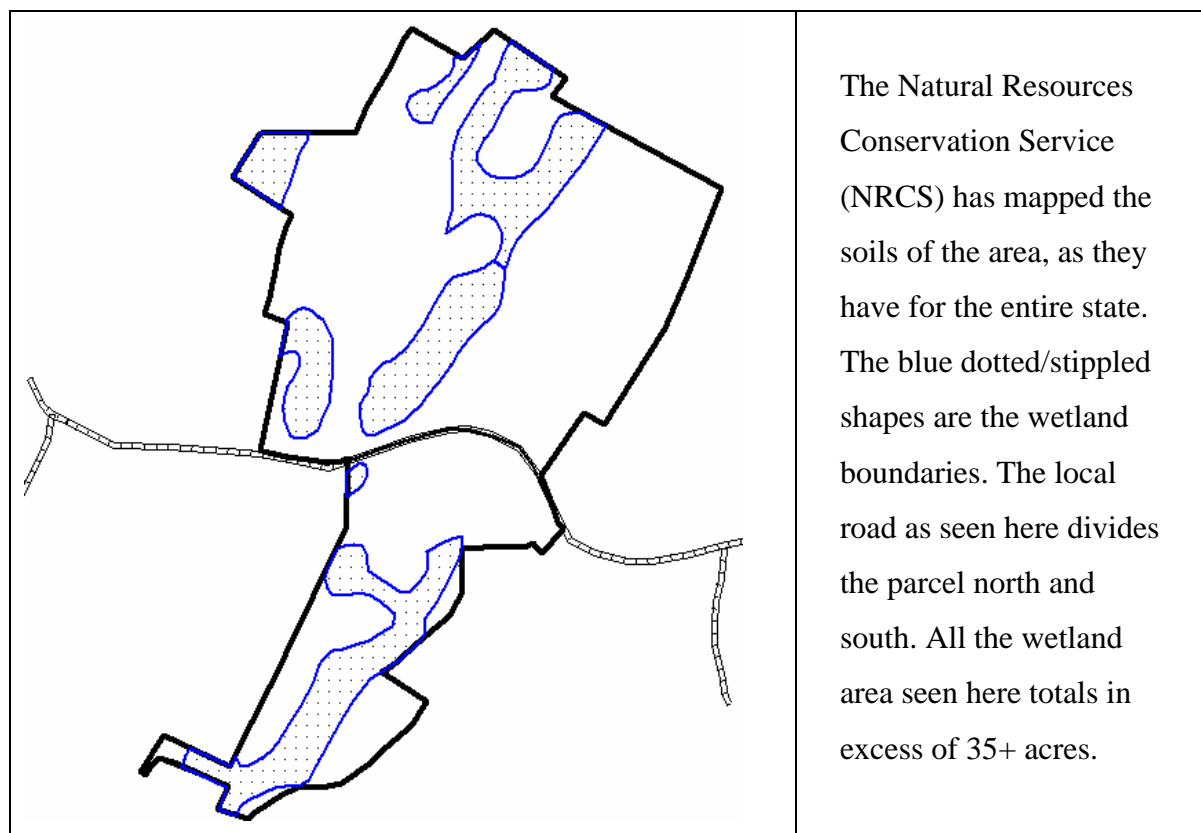 The Natural Resources
Conservation Service
(NRCS) has mapped the
soils of the area, as they
have for the entire state.
The blue dotted/stippled
shapes are the wetland
boundaries. The local
road as seen here divides
the parcel north and
south. All the wetland
area seen here totals in
excess of 35+ acres.